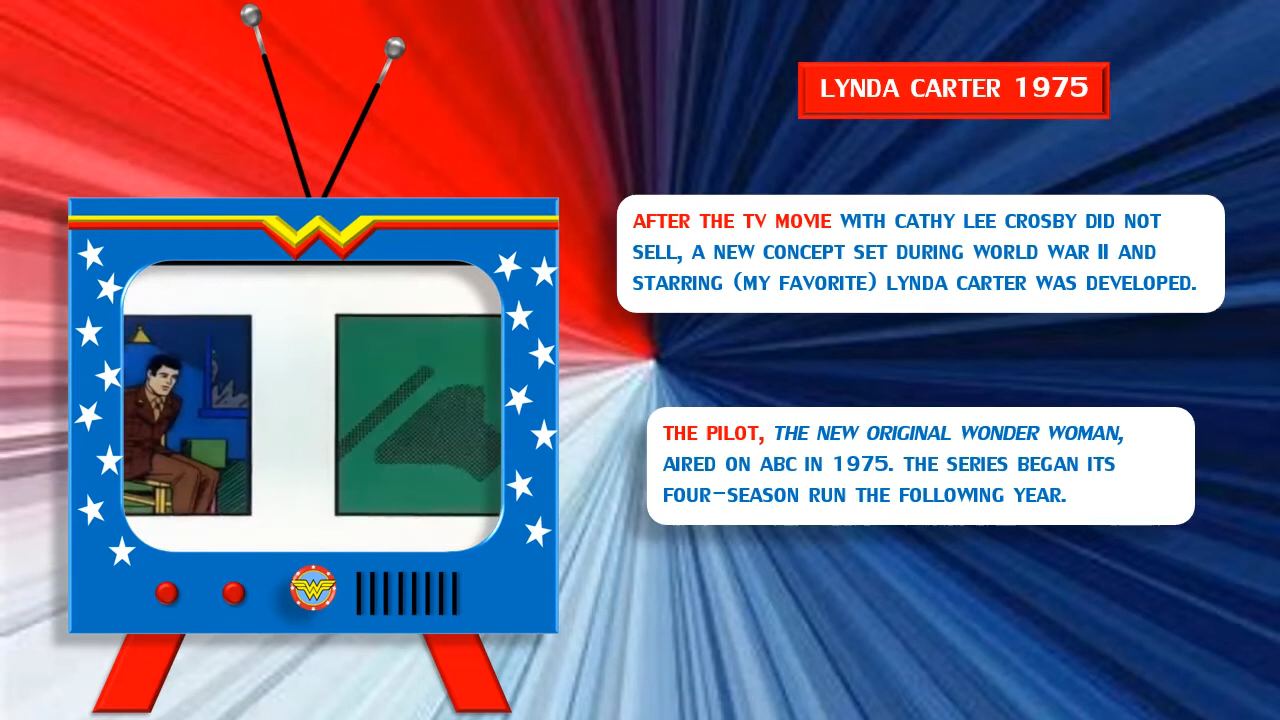 LYNDA CARTER 1975
AFTER THE TV MOVIE WITH CATHY LEE CROSBY DID NOT
SELL, A NEW CONCEPT SET DURING WORLD WAR II AND
STARRING (MY FAVORITE) LYNDA CARTER WAS DEVELOPED.
THE PILOT, THE NEW ORIGINAL WONDER WOMAN,
AIRED ON ABC IN 1975. THE SERIES BEGAN ITS
FOUR-SEASON RUN THE FOLLOWING YEAR.